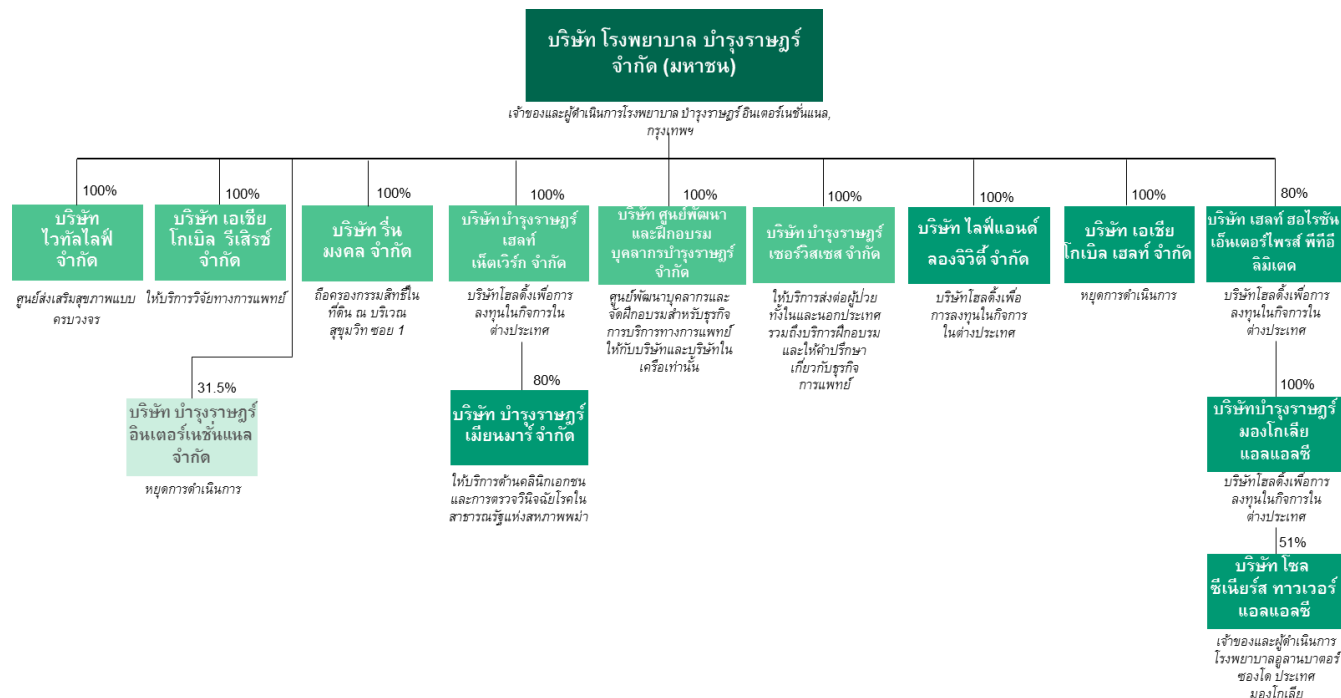 บริษัท โรงพยาบาล บำรุงราษฎร์
จำกัด (มหาชน)
เจ้าของและผู้ดำเนินการโรงพยาบาล บำรุงราษฎร์ อินเตอร์เนชั่นแนล,
กรุงเทพฯ
100%
บริษัท
ไวทัลไลฟ์
จำกัด
ศูนย์ส่งเสริมสุขภาพแบบ
ครบวงจร
100%
บริษัท เอเชีย
โกเบิล รีเสิรช์
จำกัด
ให้บริการวิจัยทางการแพทย์
31.5%
บริษัท บำรุงราษฎร์
อินเตอร์เนชั่นแนล
จำกัด
หยุดการดำเนินการ
100%
บริษัท รื่น
มงคล จำกัด
ถือครองกรรมสิทธิ์ใน
ที่ดิน ณ บริเวณ
สุขุมวิท ซอย 1
100%
บริษัท บำรุงราษฎร์
เฮลท์
เน็ตเวิร์ก จำกัด
บริษัทโฮลดิ้งเพื่อการ
ลงทุนในกิจการใน
ต่างประเทศ
80%
บริษัท บำรุงราษฎร์
เมียนมาร์ จำกัด
ให้บริการด้านคลินิกเอกชน
และการตรวจวินิจฉัยโรคใน
สาธารณรัฐแห่งสหภาพพม่า
100%
บริษัท ศูนย์พัฒนา
และฝึกอบรม
บุคลากรบำรุงราษฎร์
จำกัด
ศูนย์พัฒนาบุคลากรและ
จัดฝึกอบรมสำหรับธุรกิจ
การบริการทางการแพทย์
ให้กับบริษัทและบริษัทใน
เครือเท่านั้น
100%
บริษัท บำรุงราษฎร์
เซอร์วิสเซส จำกัด
ให้บริการส่งต่อผู้ป่วย
ทั้งในและนอกประเทศ
รวมถึงบริการฝึกอบรม
และให้คำปรึกษา
เกี่ยวกับธุรกิจ
การแพทย์
100%
บริษัท ไลฟ์แอนด์
ลองจิวิตี้ จำกัด
บริษัทโฮลดิ้งเพื่อ
การลงทุนในกิจการ
ในต่างประเทศ
100%
บริษัท เอเชีย
โกเบิล เฮลท์ จำกัด
หยุดการดำเนินการ
80%
บริษัท เฮลท์ ฮอไรซัน
เอ็นเตอร์ไพรส์ พีทีอี
ลิมิเตด
บริษัทโฮลดิ้งเพื่อการ
ลงทุนในกิจการใน
ต่างประเทศ
100%
บริษัทบำรุงราษฎร์
มองโกเลีย
แอลแอลซี
บริษัทโฮลดิ้งเพื่อการ
ลงทุนในกิจการใน
ต่างประเทศ
51%
บริษัท โซล
ซีเนียร์ส ทาวเวอร์
แอลแอลซี
เจ้าของและผู้ดำเนินการ
โรงพยาบาลอูลานบาตอร์
ซองโด ประเทศ
มองโกเลีย